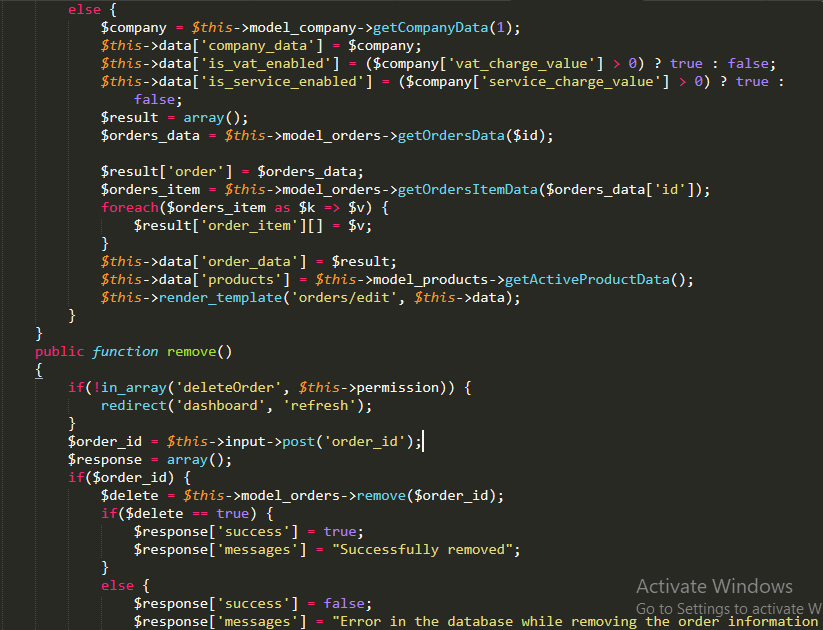 else {
$company = $this->model_company->getCompanyData(1);
$this->data['company_data'] = $company;
$this->data['is_vat_enabled'] = ($company['vat_charge_value'] > 0) ? true : false;
$this->data['is_service_enabled'] = ($company['service_charge_value'] > 0) ? true :
false;
$result = array();
$orders_data = $this->model_orders->getOrdersData($id);
$result['order'] = $orders_data;
$orders_item = $this->model_orders->getOrdersItemData($orders_data['id']);
foreach($orders_item as $k => $v) {
$result['order_item'][] = $v;
}
$this->data['order_data'] = $result;
$this->data['products'] = $this->model_products->getActiveProductData();
$this->render_template('orders/edit', $this->data);
}
}
public function remove()
{
if(!in_array('deleteOrder', $this->permission)) {
redirect('dashboard', 'refresh');
}
$order_id = $this->input->post('order_id');
$response = array();
if($order_id) {
$delete = $this->model_orders->remove($order_id);
if($delete == true) {
$response['success'] = true;
$response['messages'] = "Successfully removed";
}
else {
$response['success'] = false;
$response['messages'] = "Error in the database while removing the order information
Activate Windows
Go to Settings to activate W